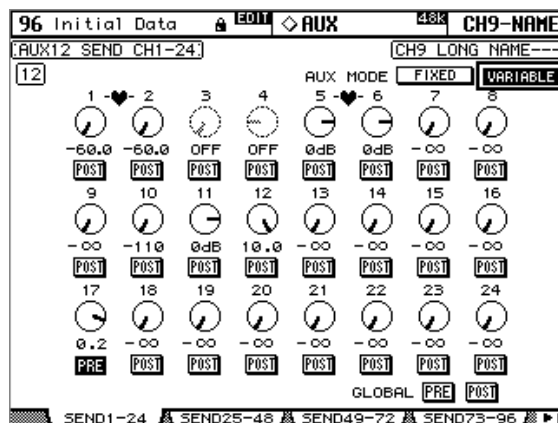 96 Initial Data EDIT AUX 48K CH9-NAME
AUX12 SEND CH1-24 CH9 LONG NAME---
12 AUX MODE FIXED VARIABLE
1 2 3 4 5 6 7 8
-60.0 -60.0 OFF OFF 0dB 0dB -∞ -∞
POST POST POST POST POST POST POST POST
9 10 11 12 13 14 15 16
-∞ -110 0dB 10.0 -∞ -∞ -∞ -∞
POST POST POST POST POST POST POST POST
17 18 19 20 21 22 23 24
0.2 -∞ -∞ -∞ -∞ -∞ -∞ -∞
PRE POST POST POST POST POST POST POST
GLOBAL PRE POST
SEND1-24 SEND25-48 SEND49-72 SEND73-96